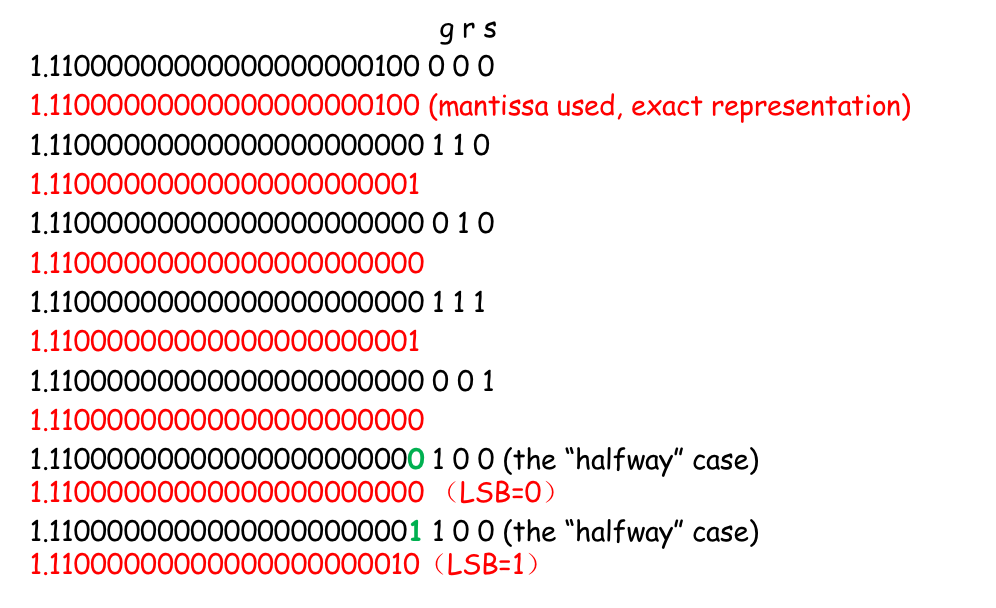 g r s
1.11000000000000000000100 0 0 0
1.11000000000000000000100 (mantissa used, exact representation)
1.11000000000000000000000 1 1 0
1.11000000000000000000001
1.11000000000000000000000 0 1 0
1.11000000000000000000000
1.11000000000000000000000 1 1 1
1.11000000000000000000001
1.11000000000000000000000 0 0 1
1.11000000000000000000000
1.11000000000000000000000 1 0 0 (the “halfway” case)
1.11000000000000000000000 （LSB=0）
1.11000000000000000000001 1 0 0 (the “halfway” case)
1.11000000000000000000010（LSB=1）